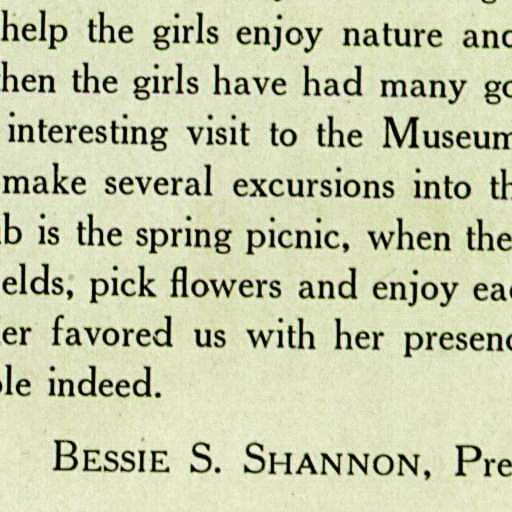 help the girls enjoy nature and
hen the girls have had many go
interesting visit to the Museum
make several excursions into th
b is the spring picnic, when the
elds, pick flowers and enjoy eac
er favored us with her presenc
le indeed.
BESSIE S. SHANNON, Pre